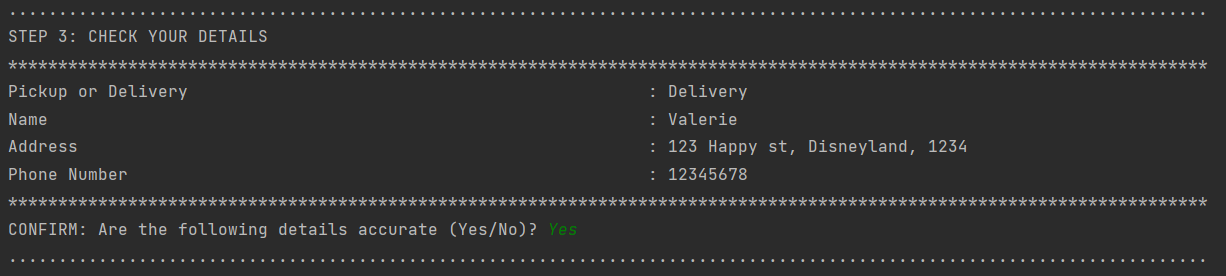 ........................................................................................................................
STEP 3: CHECK YOUR DETAILS
************************************************************************************************************************
Pickup or Delivery                                              : Delivery
Name                                                            : Valerie
Address                                                         : 123 Happy st, Disneyland, 1234
Phone Number                                                    : 12345678
************************************************************************************************************************
CONFIRM: Are the following details accurate (Yes/No)? Yes
........................................................................................................................